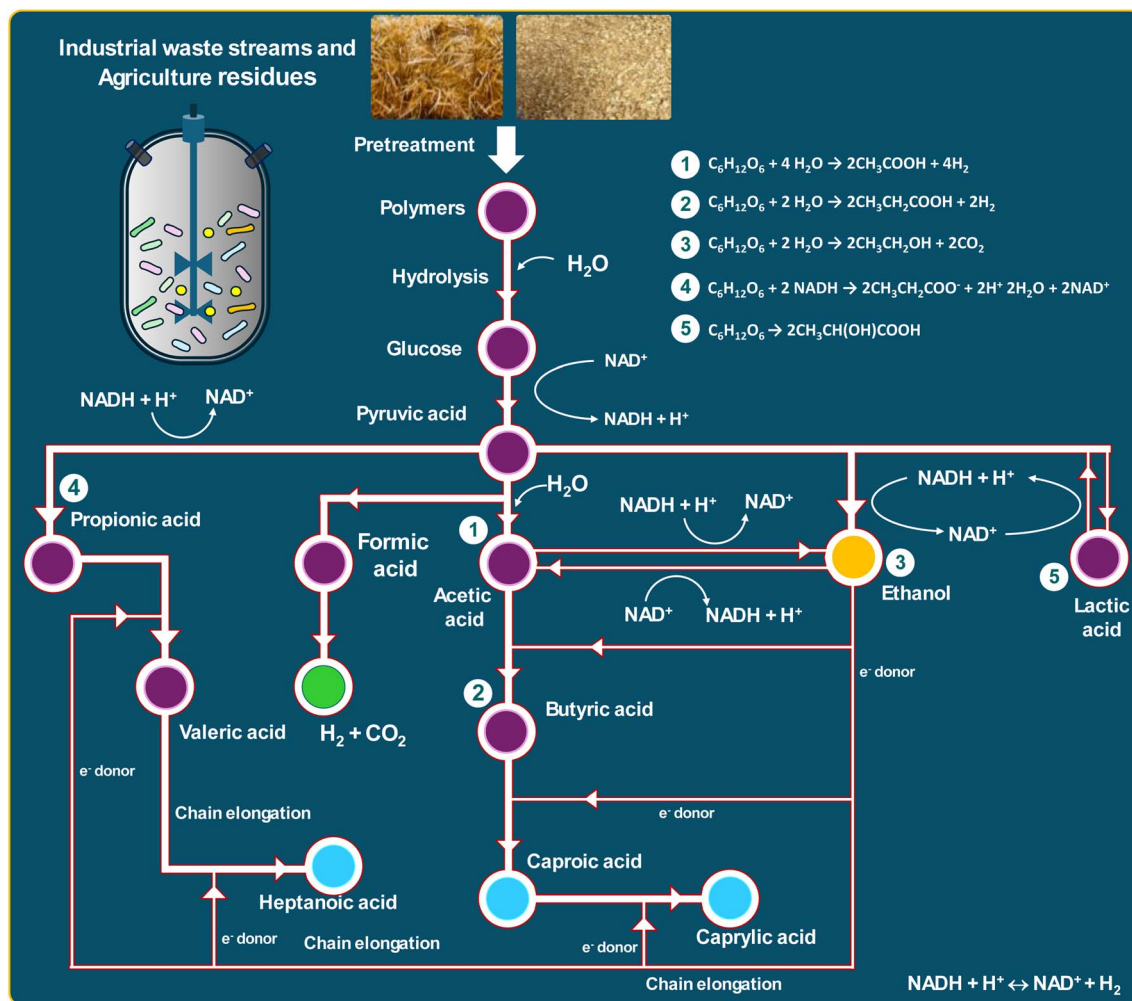 Industrial waste streams and
Agriculture residues
Pretreatment
Polymers
Hydrolysis
H₂O
Glucose
NAD⁺
NADH + H⁺
Pyruvic acid
1 C₆H₁₂O₆ + 4 H₂O → 2CH₃COOH + 4H₂
2 C₆H₁₂O₆ + 2 H₂O → 2CH₃CH₂COOH + 2H₂
3 C₆H₁₂O₆ + 2 H₂O → 2CH₃CH₂OH + 2CO₂
4 C₆H₁₂O₆ + 2 NADH → 2CH₃CH₂COO⁻ + 2H⁺ 2H₂O + 2NAD⁺
5 C₆H₁₂O₆ → 2CH₃CH(OH)COOH
NADH + H⁺
NAD⁺
4
Propionic acid
Formic
acid
H₂O
1
Acetic
acid
NADH + H⁺
NAD⁺
NAD⁺
NADH + H⁺
3
Ethanol
NADH + H⁺
NAD⁺
5
Lactic
acid
e⁻ donor
Valeric acid
H₂ + CO₂
2
Butyric acid
e⁻ donor
Chain elongation
e⁻ donor
Heptanoic acid
Caproic acid
Caprylic acid
e⁻ donor
Chain elongation
e⁻ donor
Chain elongation
NADH + H⁺ ↔ NAD⁺ + H₂